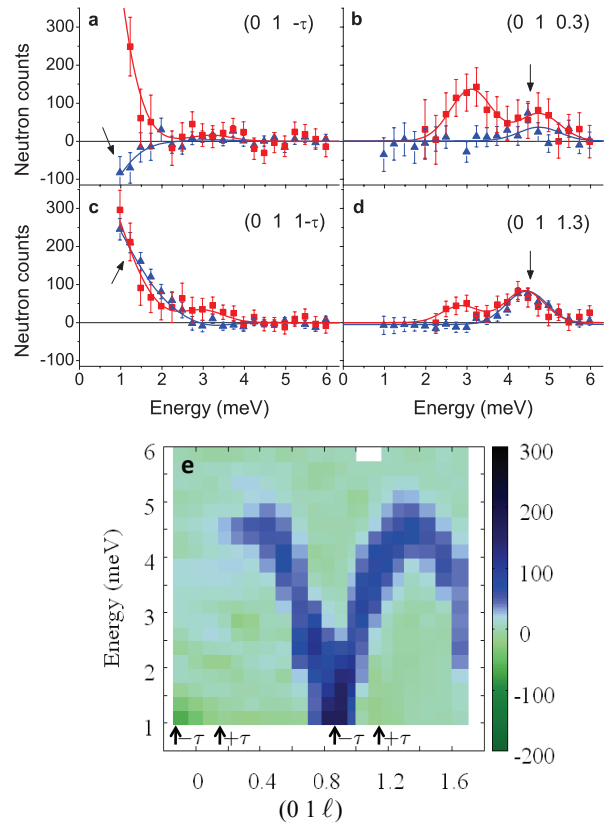 a (0 1 -τ)
b (0 1 0.3)
Neutron counts
300
200
100
0
-100
c (0 1 1-τ)
d (0 1 1.3)
Neutron counts
300
200
100
0
-100
0 1 2 3 4 5 6
0 1 2 3 4 5 6
Energy (meV)
Energy (meV)
e
Energy (meV)
6
5
4
3
2
1
-τ +τ -τ +τ
0 0.4 0.8 1.2 1.6
(0 1 ℓ)
300
200
100
0
-100
-200